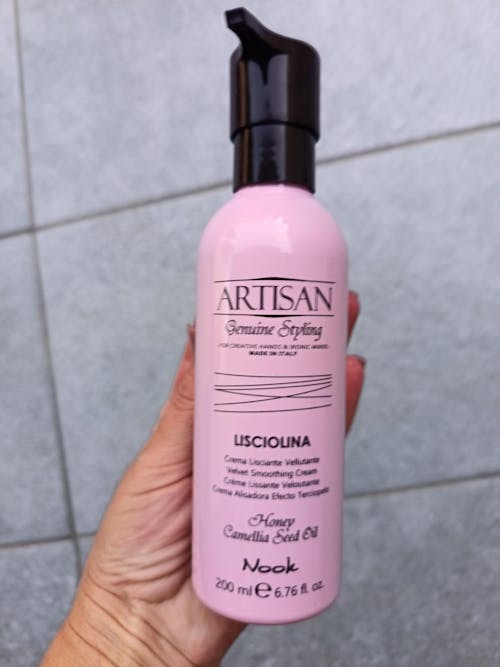 ARTISAN
Genuine Styling
FOR CREATIVE HANDS & IRONIC MINDS
MADE IN ITALY
LISCIOLINA
Crema Lisciante Vellutante
Velvet Smoothing Cream
Crème Lissante Veloutante
Crema Alisadora Efecto Terciopelo
Honey
Camellia Seed Oil
Nook
200 ml ℮ 6.76 fl. oz.